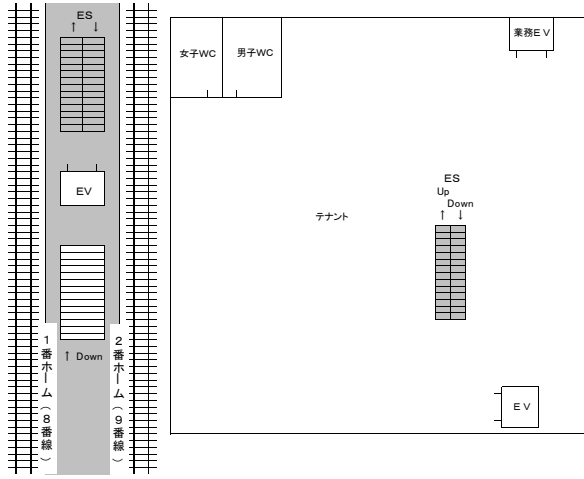 ES
↑ ↓
EV
↑ Down
1番ホーム(8番線)
2番ホーム(9番線)
女子WC
男子WC
業務EV
テナント
ES
Up
Down
↑ ↓
EV